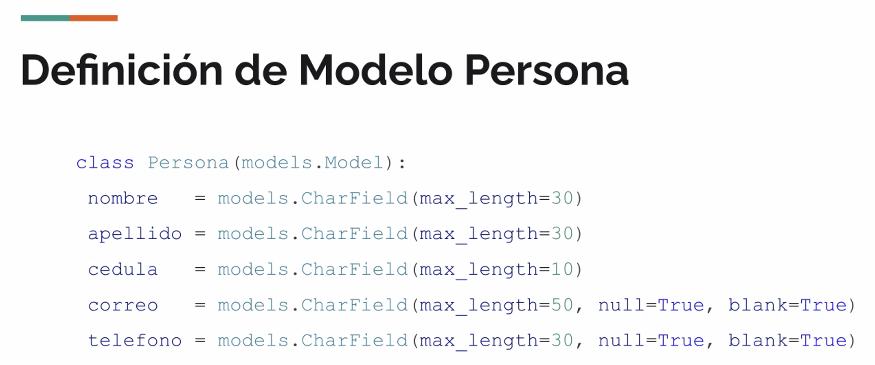 Definición de Modelo Persona
class Persona(models.Model):
nombre   = models.CharField(max_length=30)
apellido = models.CharField(max_length=30)
cedula   = models.CharField(max_length=10)
correo   = models.CharField(max_length=50, null=True, blank=True)
telefono = models.CharField(max_length=30, null=True, blank=True)